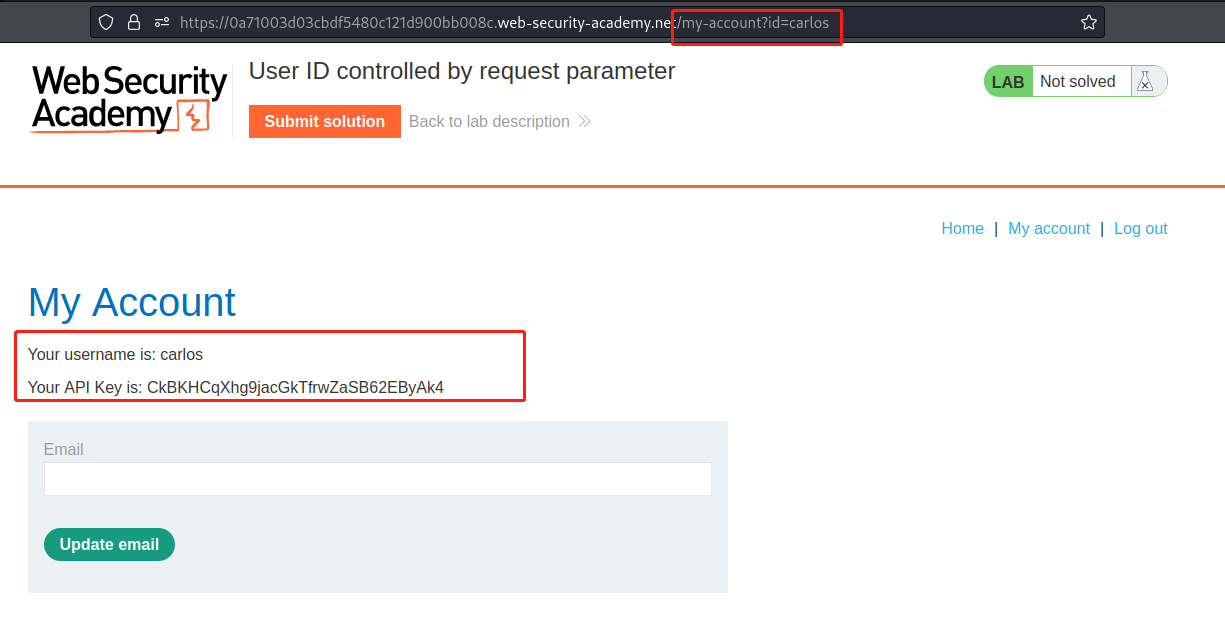 https://0a71003d03cbdf5480c121d900bb008c.web-security-academy.net/my-account?id=carlos
Web Security
Academy
User ID controlled by request parameter
LAB Not solved
Submit solution Back to lab description
Home | My account | Log out
My Account
Your username is: carlos
Your API Key is: CkBKHCqXhg9jacGkTfrwZaSB62EByAk4
Email
Update email